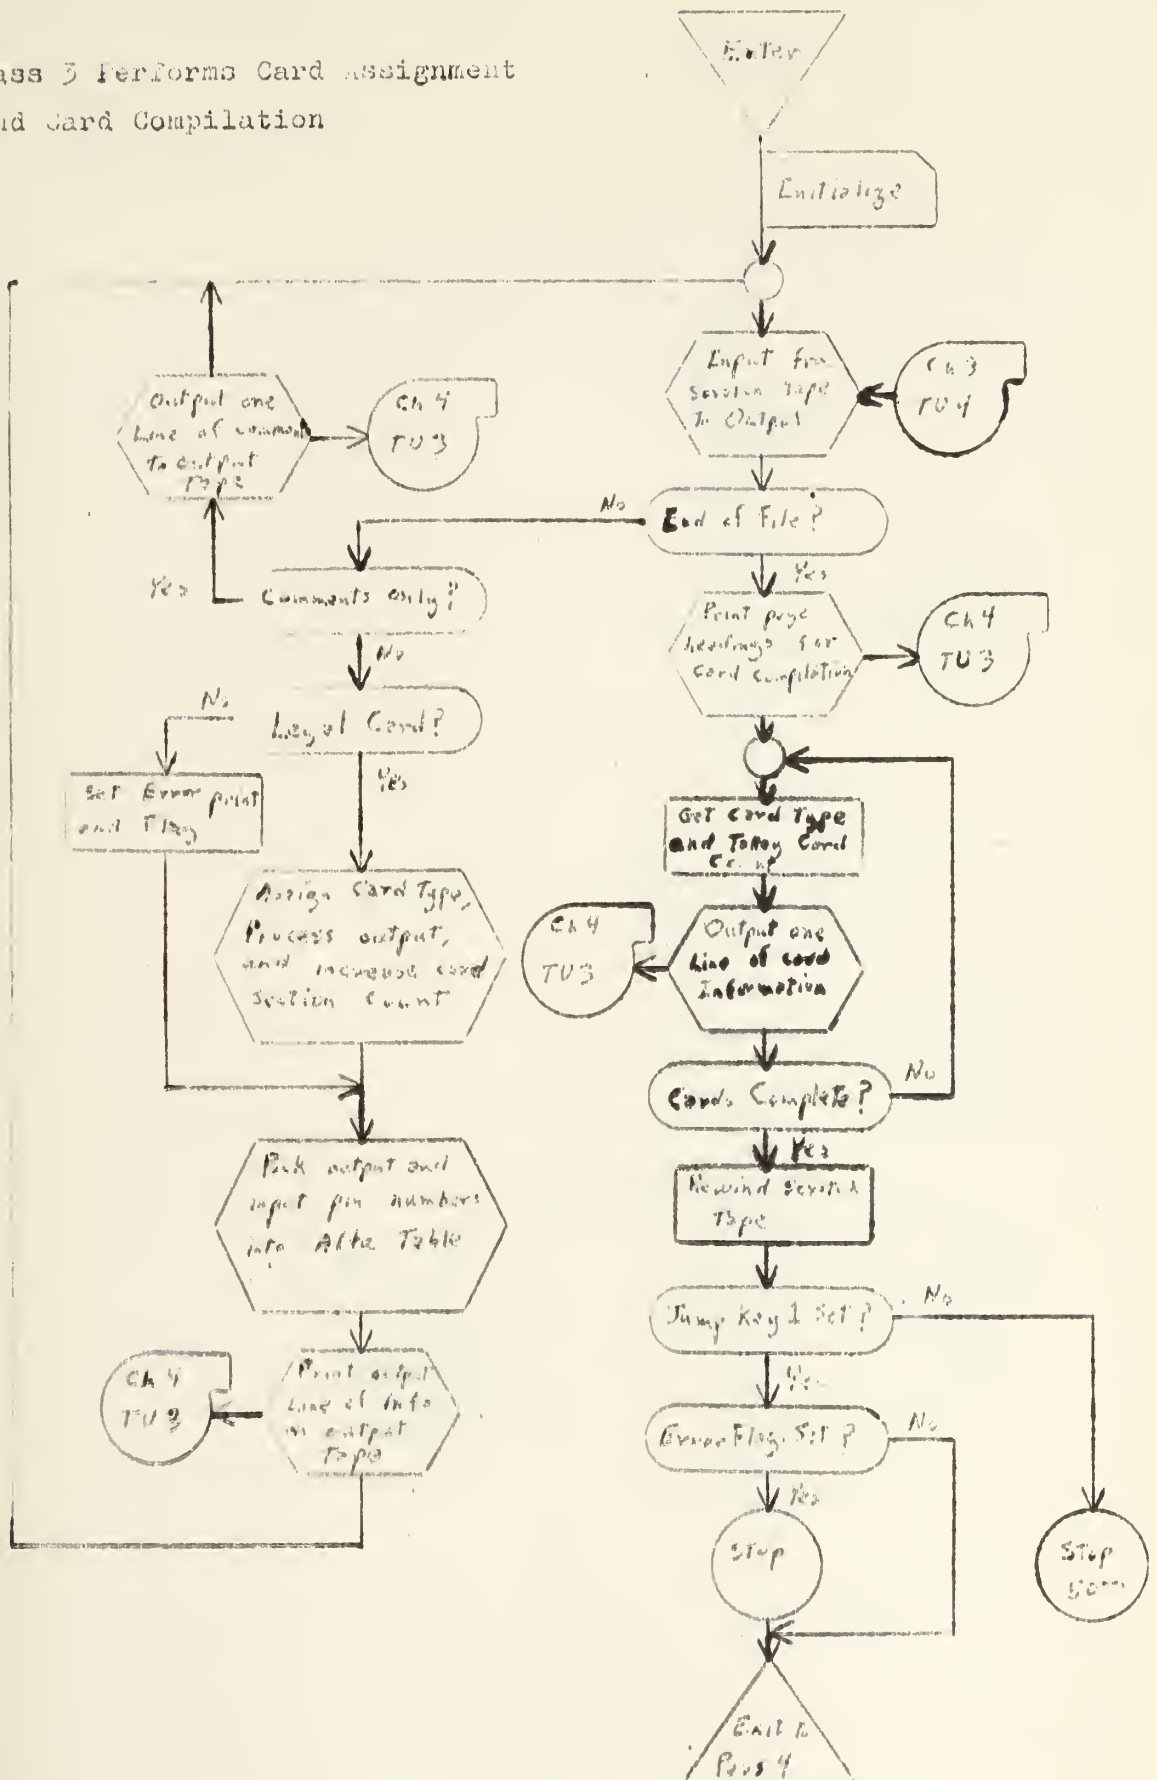 ass 3 Performs Card Assignment
nd Card Compilation
Enter
Initialize
Input
Scratch Tape
To Output
Ch 3
TU 4
Output one
Line of comment
To output
Tape
Ch 4
TU 3
End of File?
No
Yes
Comments only?
Yes
No
Print page
headings for
Card Compilation
Ch 4
TU 3
Legal Card?
No
Yes
Set Error print
and Flag
Get Card Type
and Tally Card
Count
Assign Card Type,
Process output,
and increase card
Section Count
Ch 4
TU 3
Output one
Line of card
Information
Cards Complete?
No
Yes
Pack output and
input pin numbers
into Table
Rewind Scratch
Tape
Jump Key 1 Set?
No
Yes
Print output
Line of info
on output
Tape
Ch 4
TU 3
Error Flag Set?
No
Yes
Stop
Stop
Exit to
Pass 4